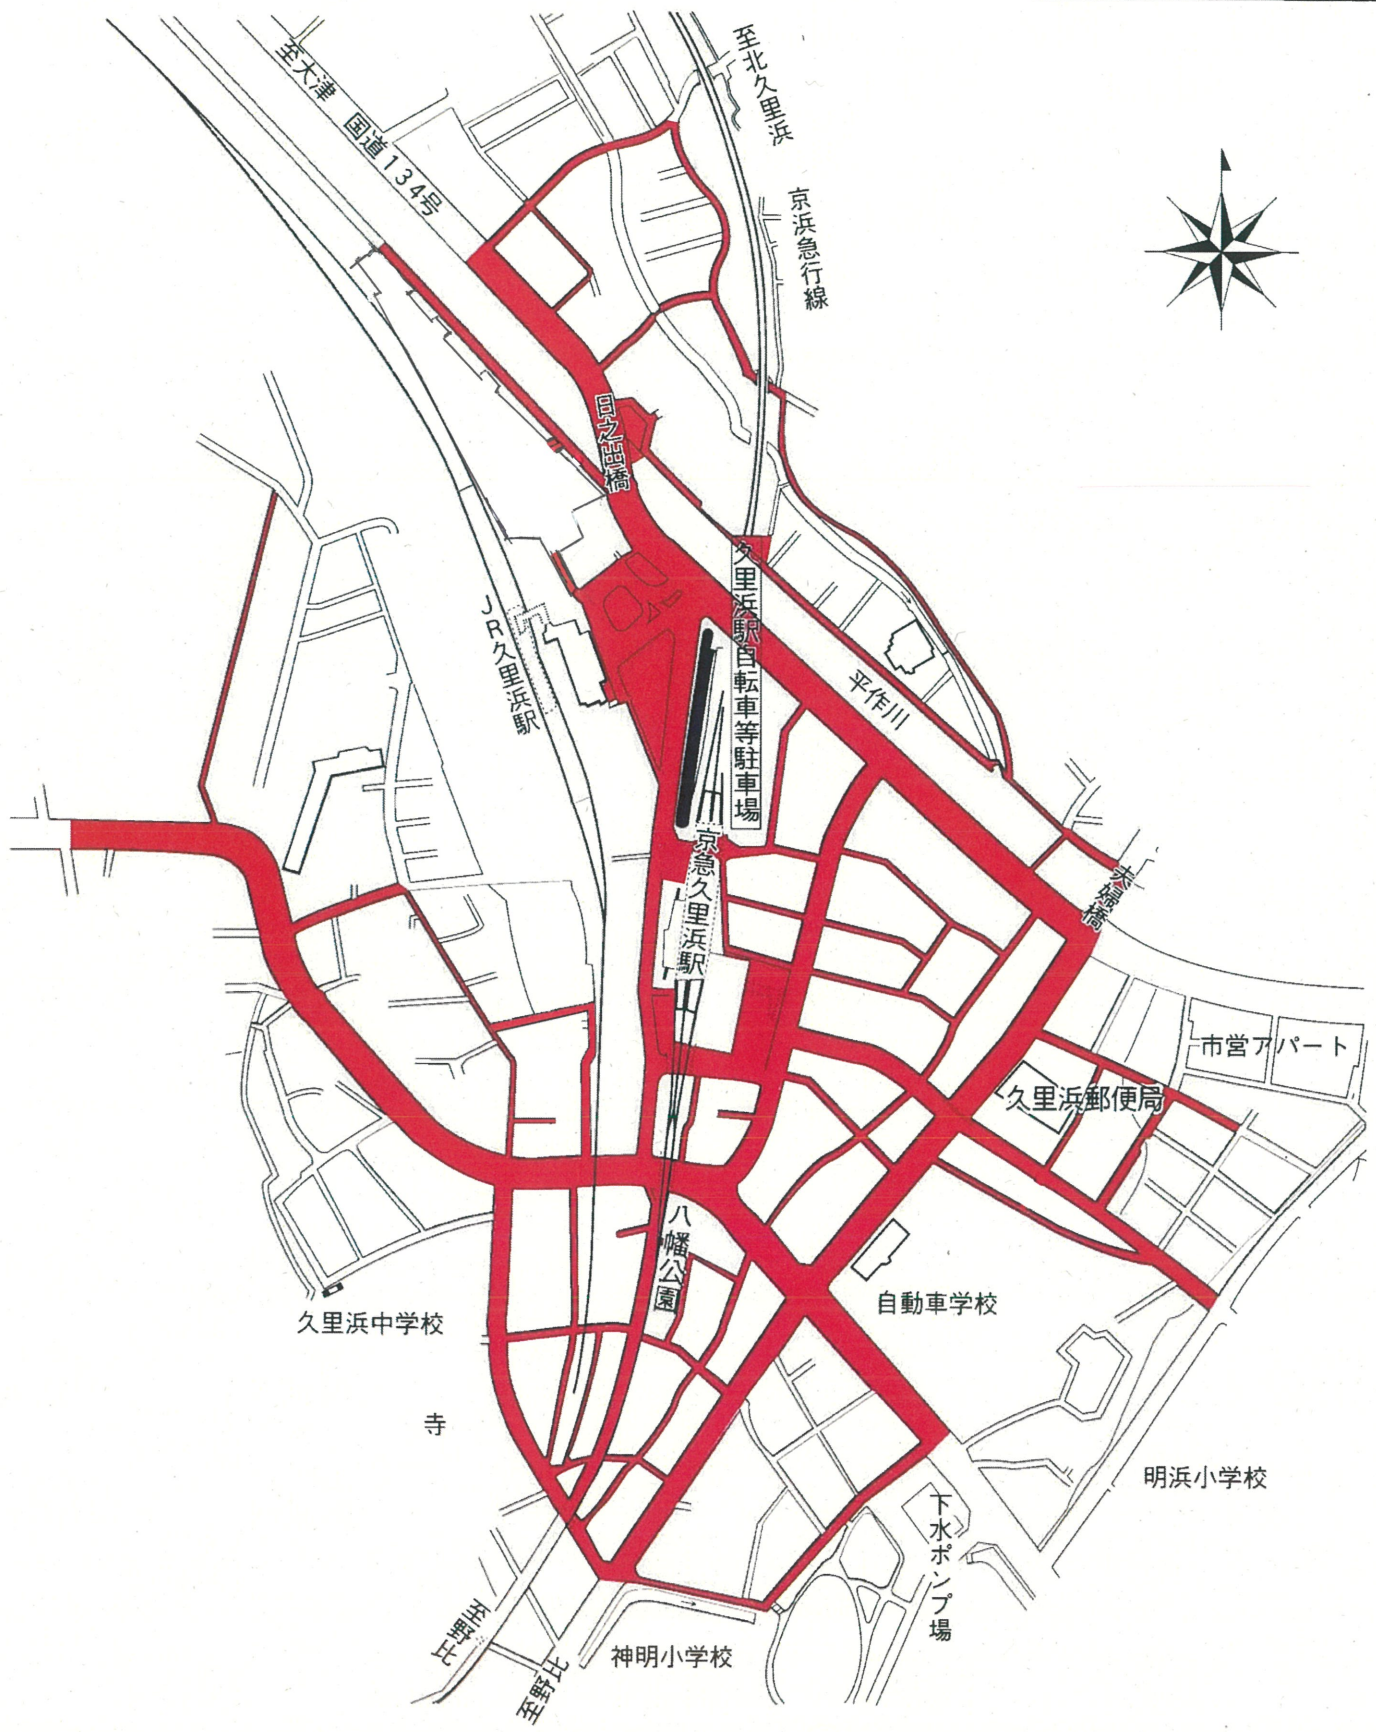 至北久里浜
至大津 国道134号
京浜急行線
日之出橋
久里浜駅自転車等駐車場
JR久里浜駅
平作川
京急久里浜駅
夫婦橋
市営アパート
久里浜郵便局
八幡公園
自動車学校
久里浜中学校
寺
明浜小学校
下水ポンプ場
至野比
至野比
神明小学校